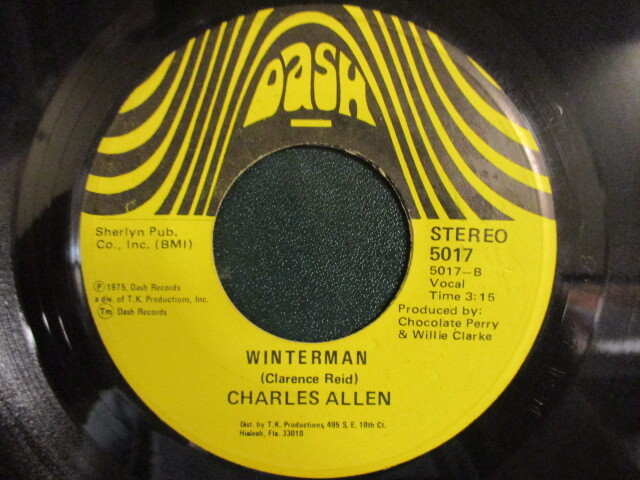 DASH
Sherlyn Pub.
Co., Inc. (BMI)
STEREO
5017
5017-B
Vocal
Time 3:15
Produced by:
Chocolate Perry
& Willie Clarke
Ⓟ 1975, Dash Records
a div. of T.K. Productions, Inc.
Tm Dash Records
WINTERMAN
(Clarence Reid)
CHARLES ALLEN
Dist. by T.K. Productions, 495 S.E. 10th Ct.
Hialeah, Fla. 33010